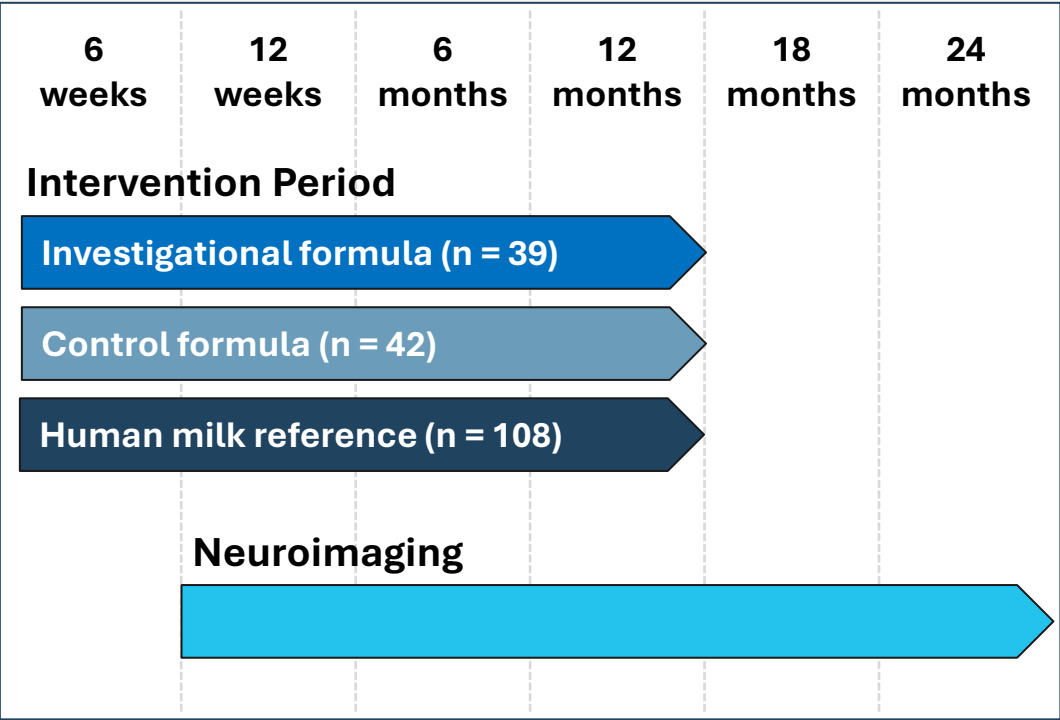 6 weeks
12 weeks
6 months
12 months
18 months
24 months
Intervention Period
Investigational formula (n = 39)
Control formula (n = 42)
Human milk reference (n = 108)
Neuroimaging